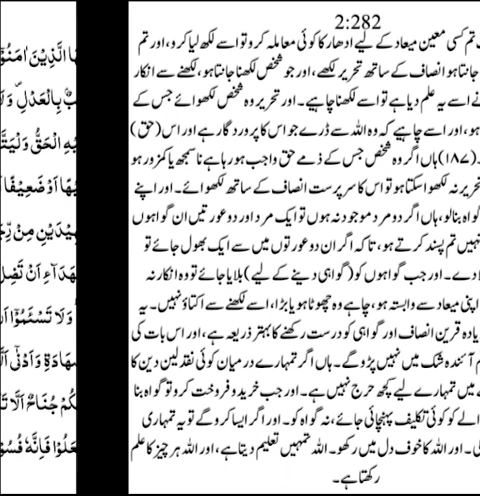 2:282
تم کسی معین میعاد کے لیے ادھار کا کوئی معاملہ کرو تو اسے لکھ لیا کرو، اور تم
جانتا ہو انصاف کے ساتھ تحریر لکھے، اور جو شخص لکھنا جانتا ہو، لکھنے سے انکار
نے اسے یہ علم دیا ہے تو اسے لکھنا چاہیے۔ اور تحریر وہ شخص لکھوائے جس کے
ہو، اور اسے چاہیے کہ وہ اللہ سے ڈرے جو اس کا پروردگار ہے اور اس (حق)
۔(۱۸۷) ہاں اگر وہ شخص جس کے ذمے حق واجب ہو رہا ہے نا سمجھ یا کمزور ہو
تحریر نہ لکھوا سکتا ہو تو اس کا سرپرست انصاف کے ساتھ لکھوائے۔ اور اپنے
گواہ بنالو، ہاں اگر دو مرد موجود نہ ہوں تو ایک مرد اور دو عورتیں ان گواہوں
تمہیں تم پسند کرتے ہو، تاکہ اگر ان دو عورتوں میں سے ایک بھول جائے تو
لا دے۔ اور جب گواہوں کو (گواہی دینے کے لیے) بلایا جائے تو وہ انکار نہ
اپنی میعاد سے وابستہ ہو، چاہے وہ چھوٹا ہو یا بڑا، اسے لکھنے سے اکتاؤ نہیں۔ یہ
یادہ قرین انصاف اور گواہی کو درست رکھنے کا بہتر ذریعہ ہے، اور اس بات کی
م آئندہ شک میں نہیں پڑو گے۔ ہاں اگر تمہارے درمیان کوئی نقد لین دین کا
ے میں تمہارے لیے کچھ حرج نہیں ہے۔ اور جب خرید و فروخت کرو تو گواہ بنا
الے کو کوئی تکلیف پہنچائی جائے، نہ گواہ کو۔ اور اگر ایسا کرو گے تو یہ تمہاری
ی۔ اور اللہ کا خوف دل میں رکھو۔ اللہ تمہیں تعلیم دیتا ہے، اور اللہ ہر چیز کا علم
رکھتا ہے۔
هَا الَّذِيْنَ اٰمَنُوْٓا
بٌۢ بِالْعَدْلِ ۪ وَلَا
يْهِ الْحَقُّ وَلْيَتَّ
يْهًا اَوْ ضَعِيْفًا ا
هِيْدَيْنِ مِنْ رِّجَ
هَدَآءِ اَنْ تَضِلَّ
وَلَا تَسْئَمُوْٓا اَن
هَادَةِ وَاَدْنٰٓى اَلَّ
كُمْ جُنَاحٌ اَلَّا تَ
عَلُوْا فَاِنَّهٗ فُسُوْ